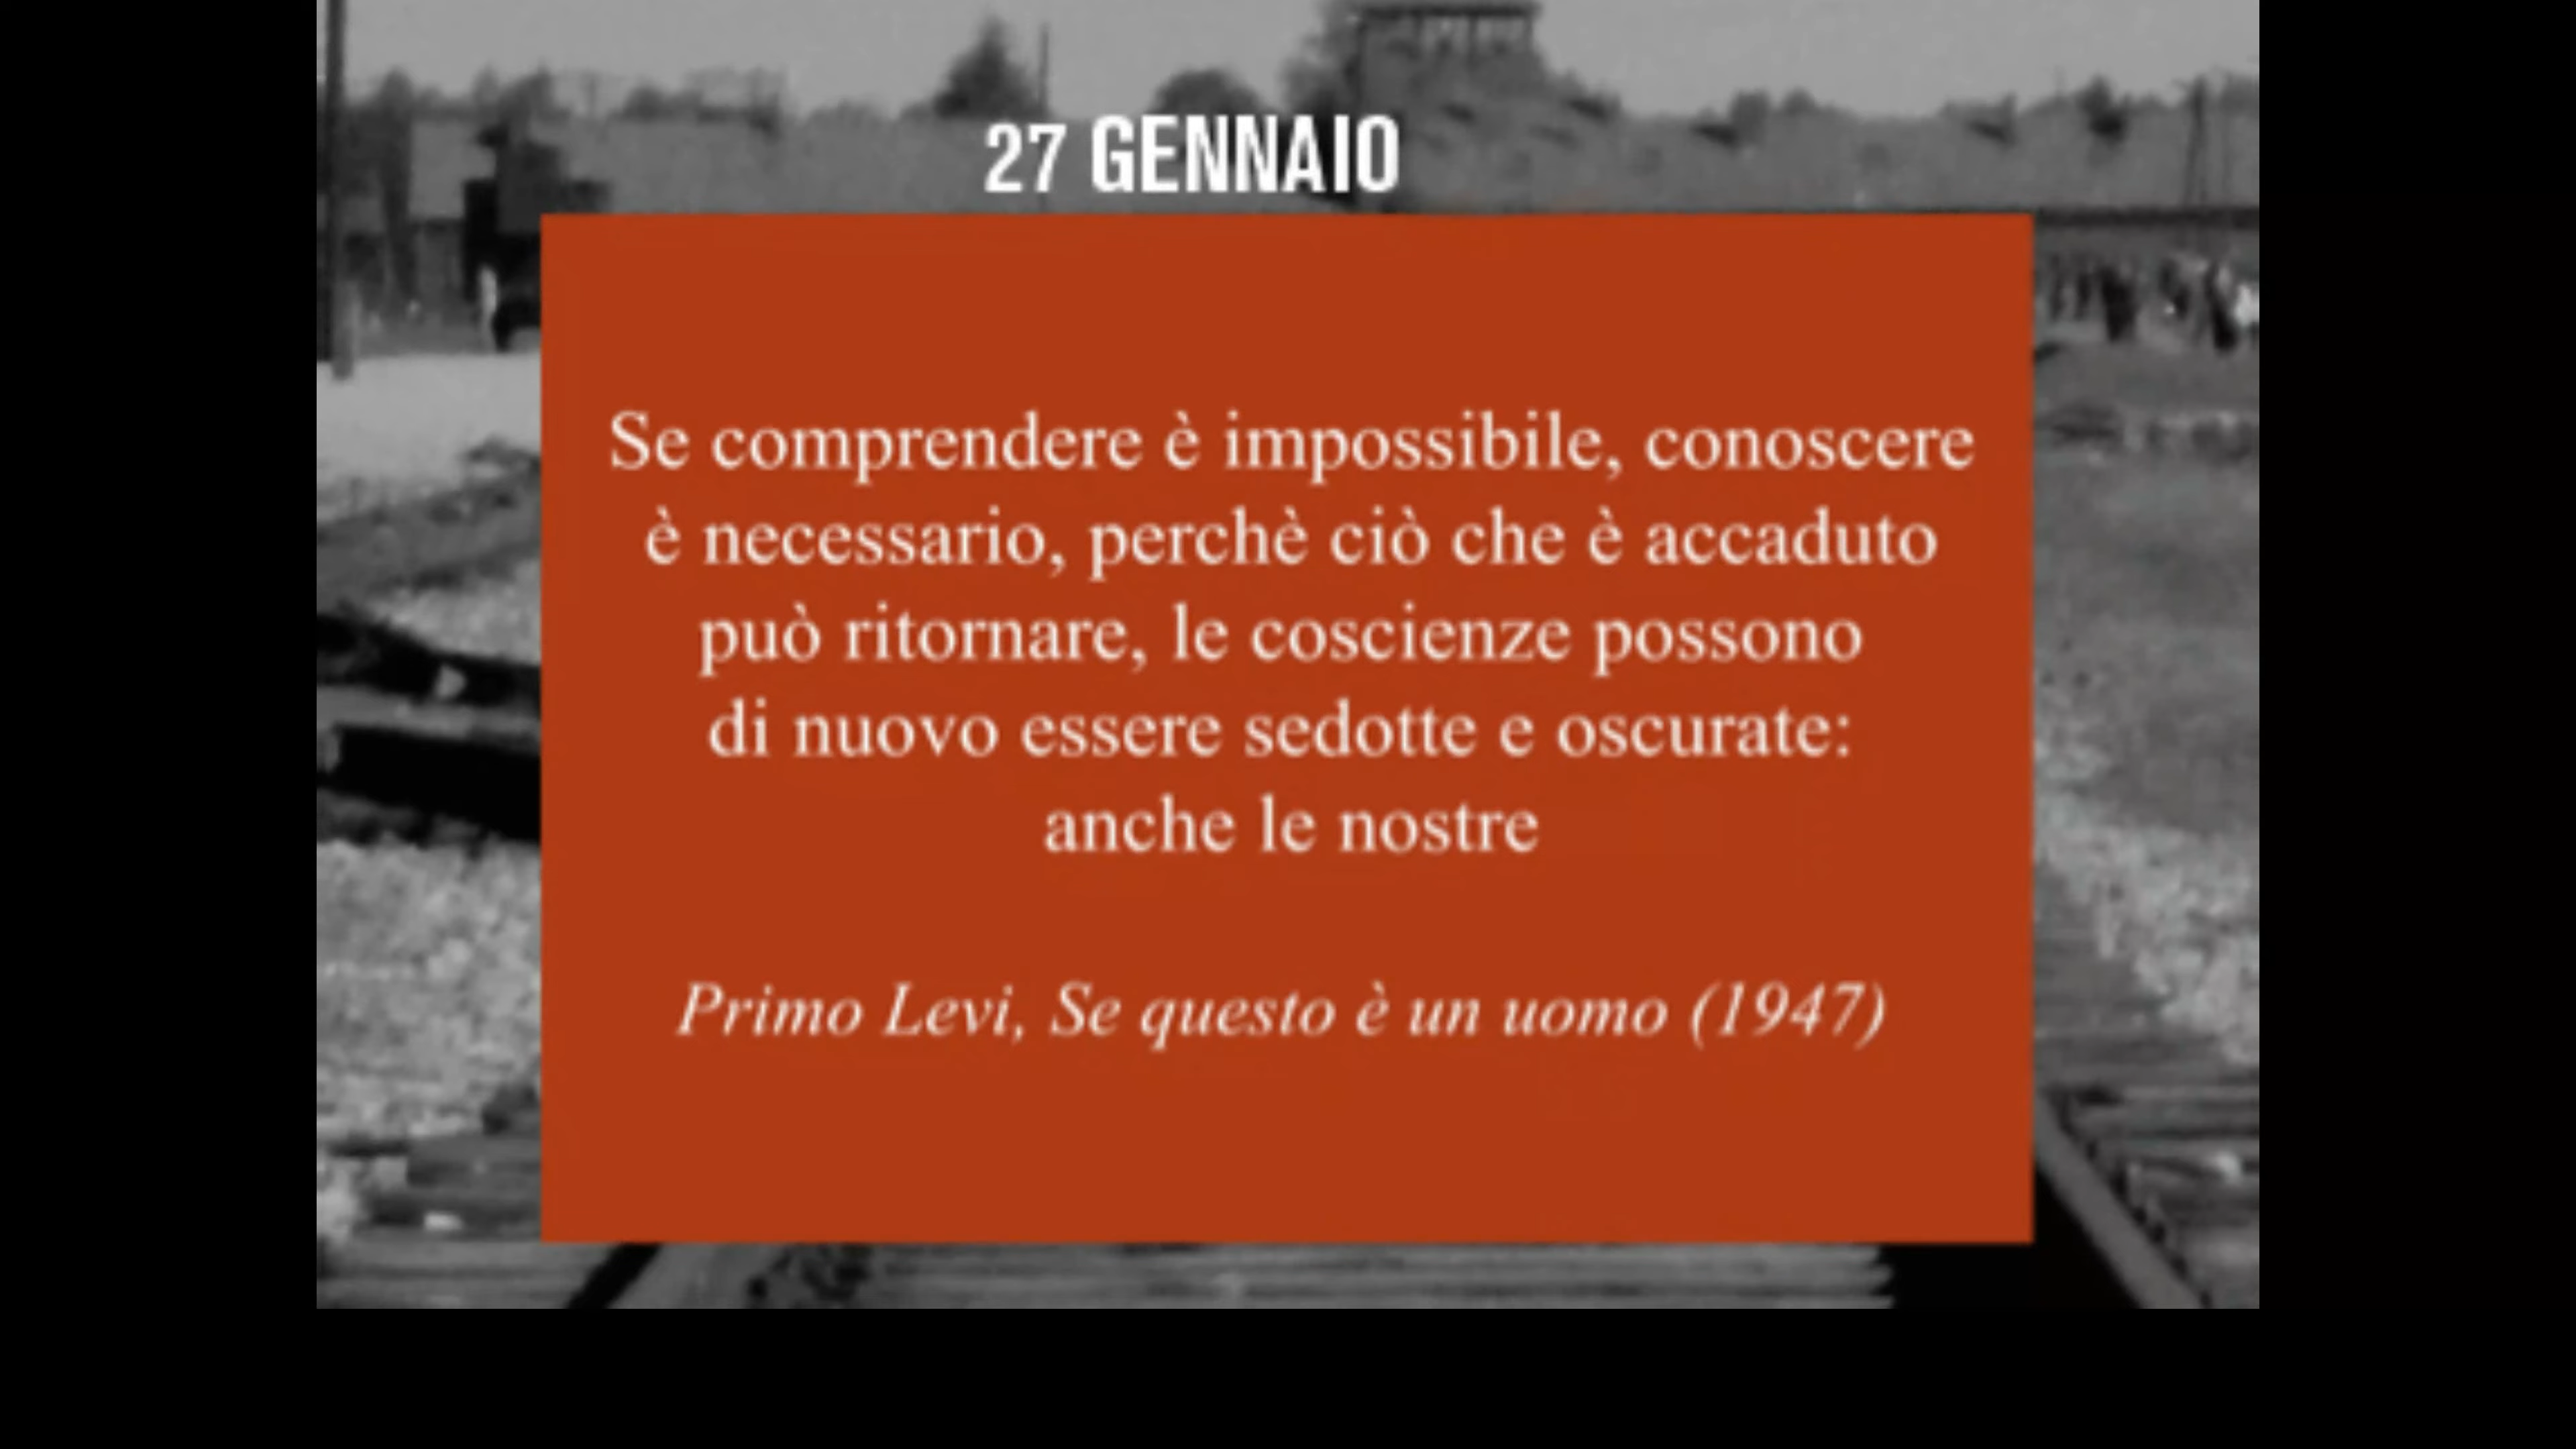 27 GENNAIO
Se comprendere è impossibile, conoscere
è necessario, perchè ciò che è accaduto
può ritornare, le coscienze possono
di nuovo essere sedotte e oscurate:
anche le nostre
Primo Levi, Se questo è un uomo (1947)